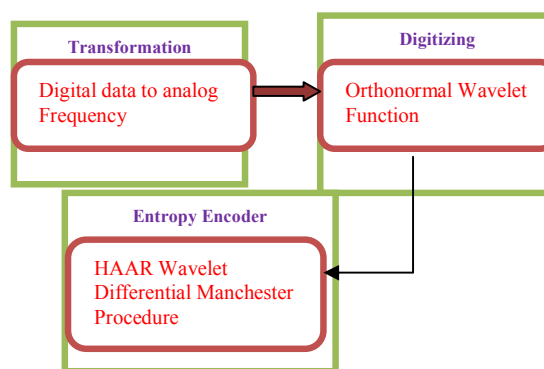 Transformation
Digital data to analog
Frequency
Digitizing
Orthonormal Wavelet
Function
Entropy Encoder
HAAR Wavelet
Differential Manchester
Procedure